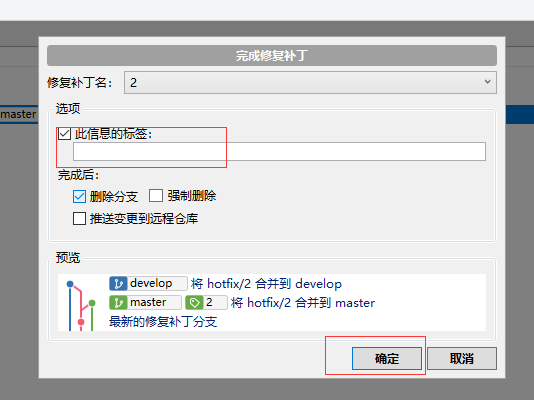 完成修复补丁
修复补丁名： 2
master
选项
此信息的标签：
完成后：
删除分支 强制删除
推送变更到远程仓库
预览
develop 将 hotfix/2 合并到 develop
master 2 将 hotfix/2 合并到 master
最新的修复补丁分支
确定 取消